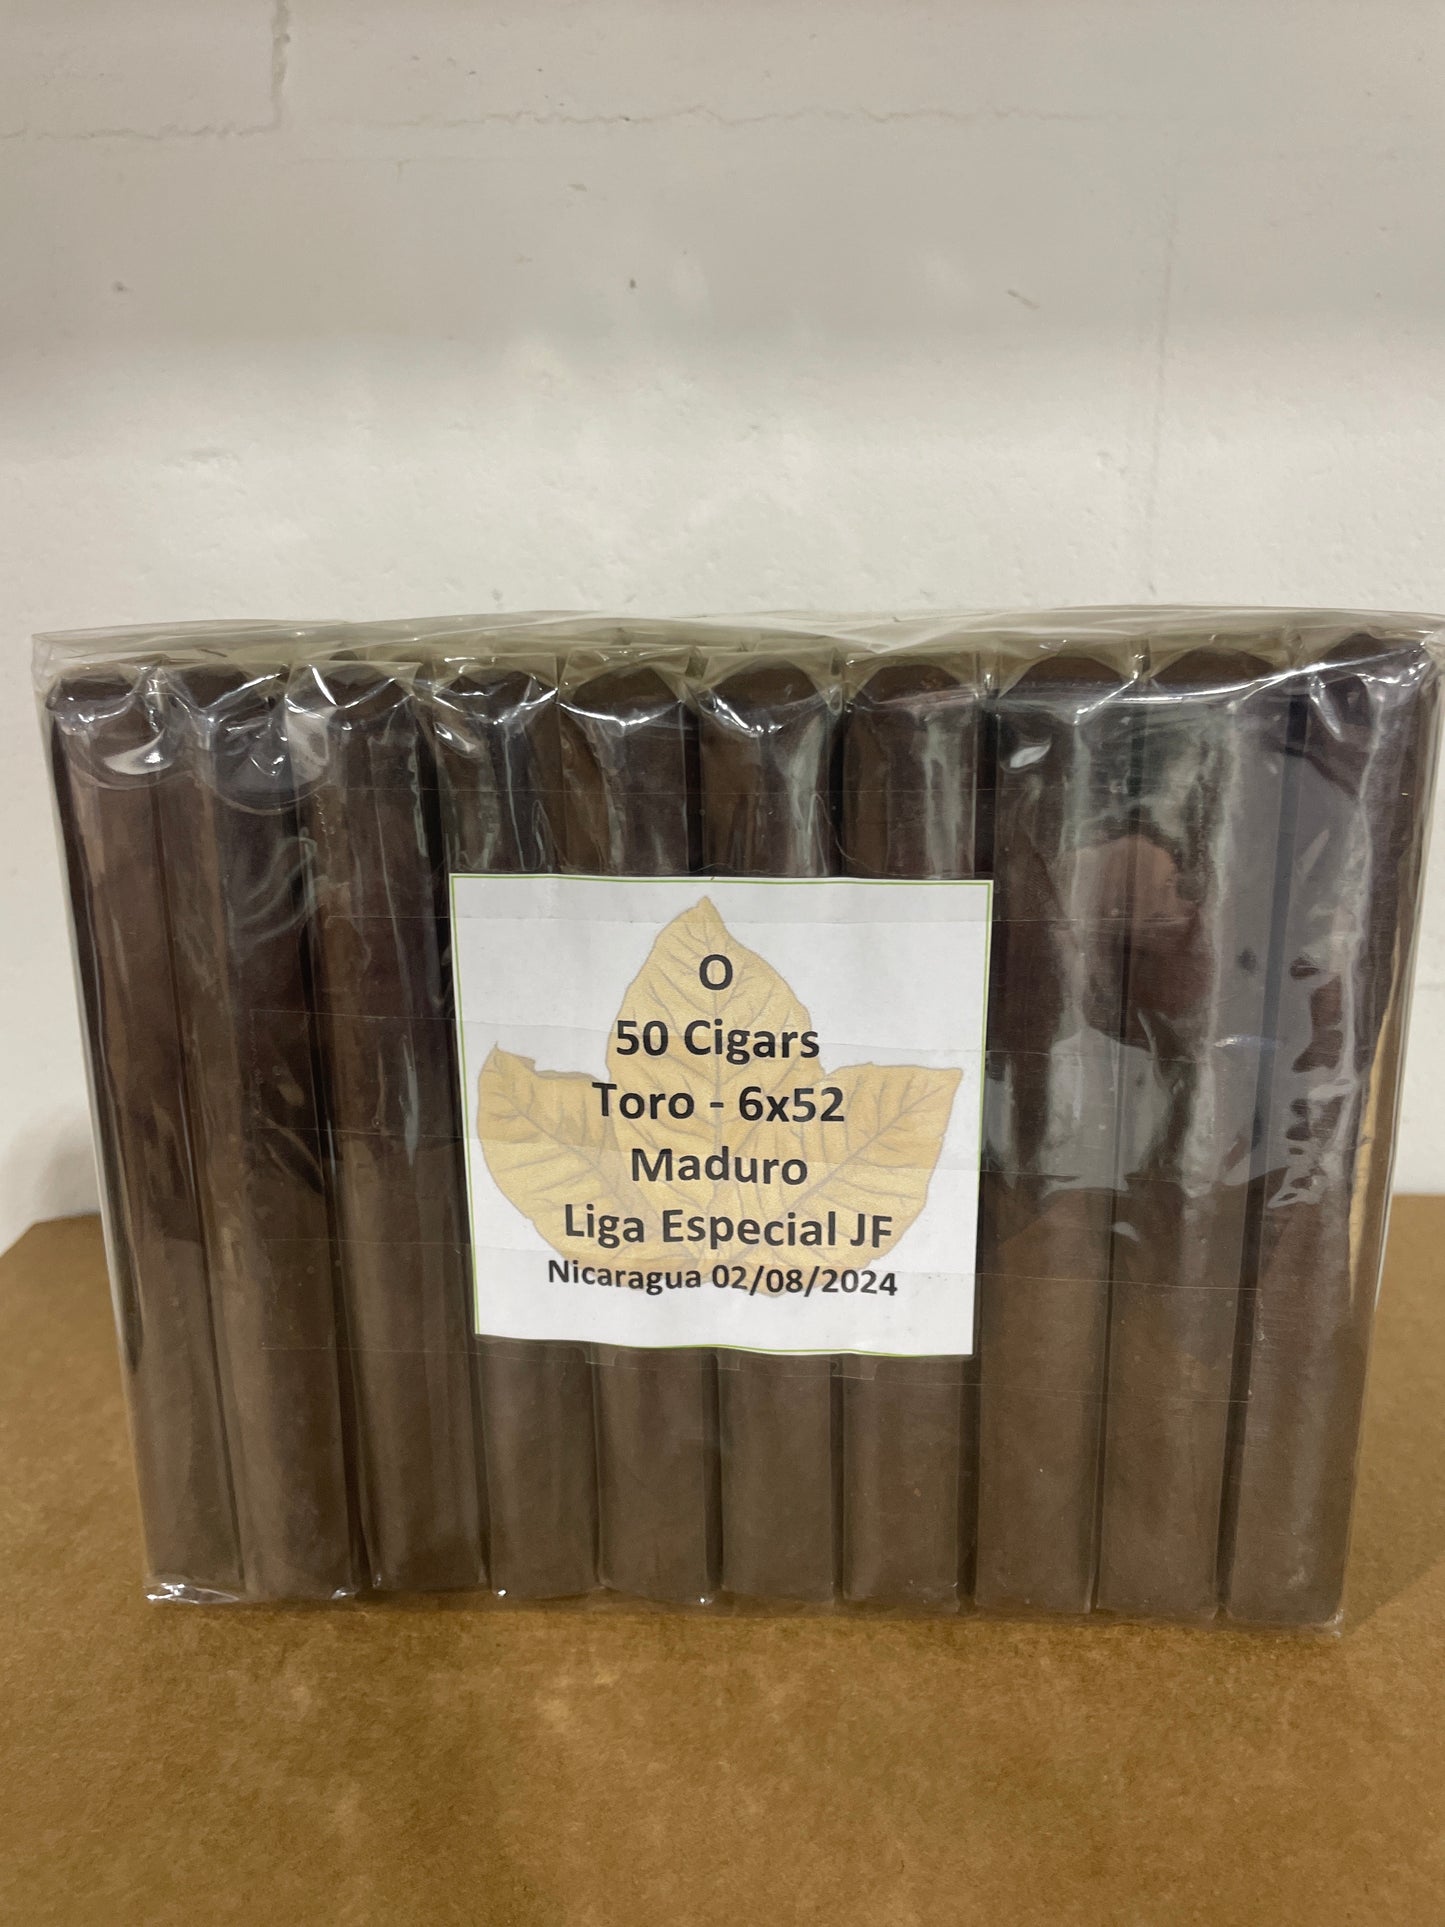 O
50 Cigars
Toro - 6x52
Maduro
Liga Especial JF
Nicaragua 02/08/2024